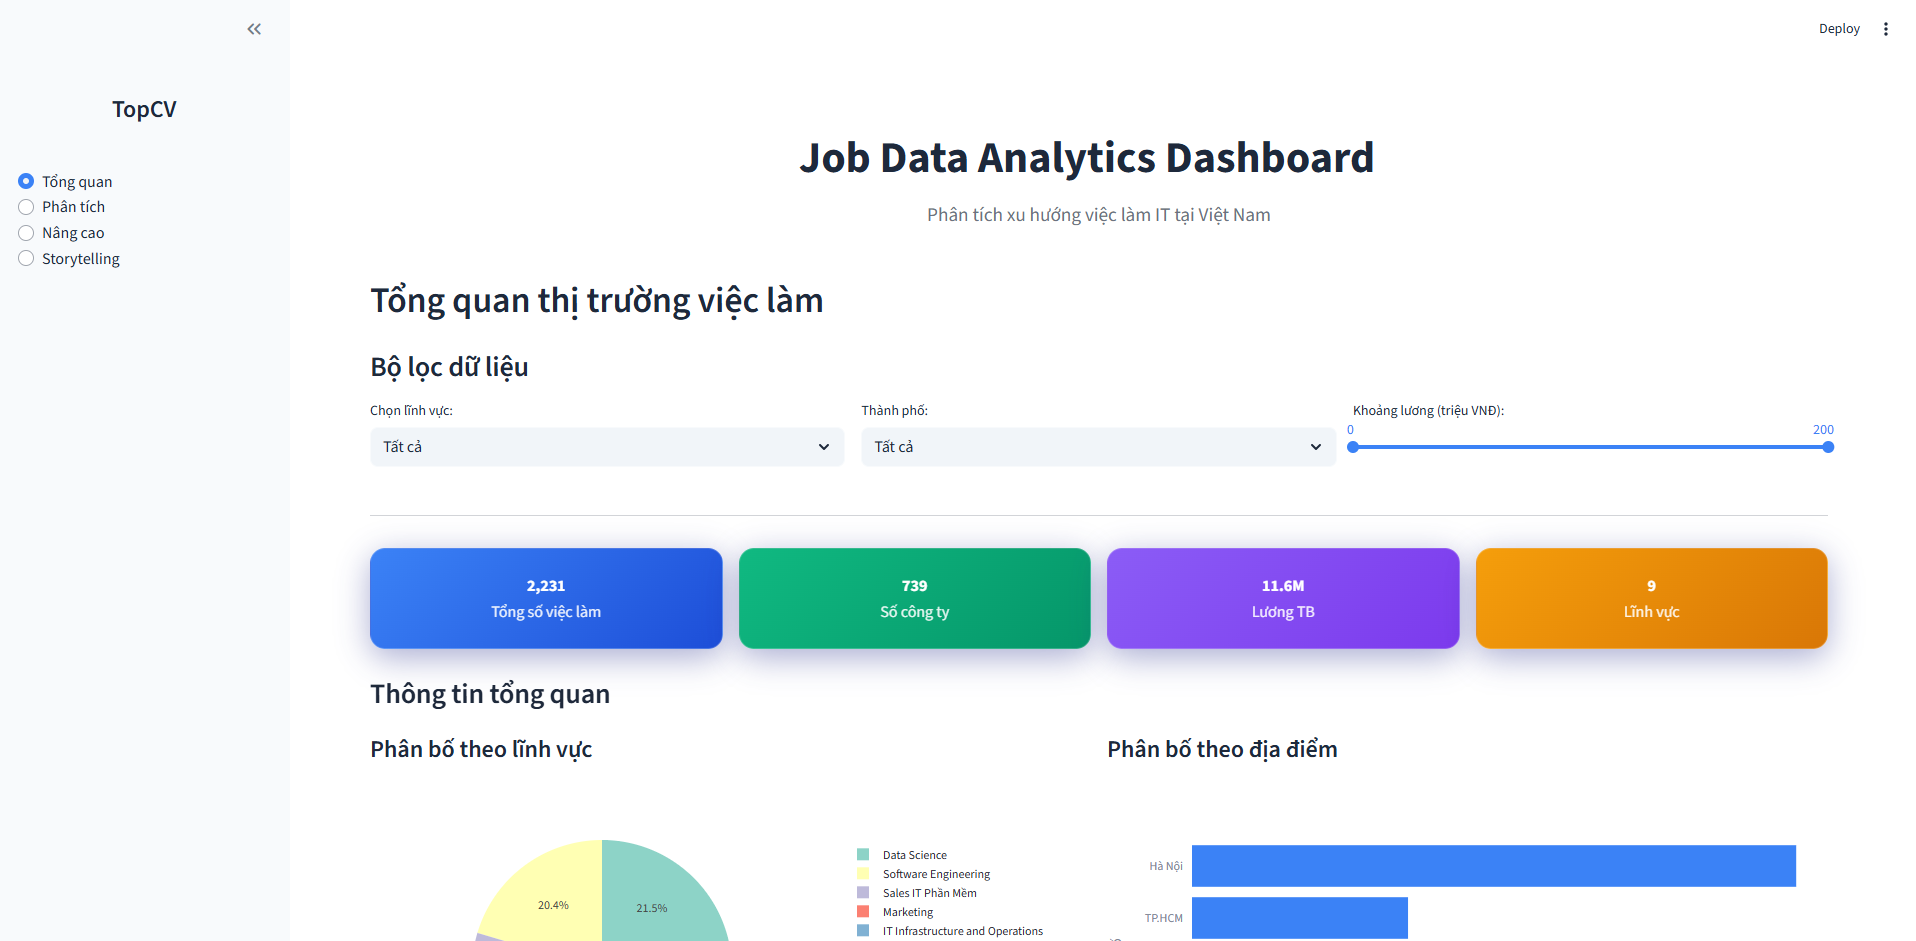 Deploy
TopCV
Tổng quan
Phân tích
Nâng cao
Storytelling
Job Data Analytics Dashboard
Phân tích xu hướng việc làm IT tại Việt Nam
Tổng quan thị trường việc làm
Bộ lọc dữ liệu
Chọn lĩnh vực:
Tất cả
Thành phố:
Tất cả
Khoảng lương (triệu VNĐ):
0 200
2,231
Tổng số việc làm
739
Số công ty
11.6M
Lương TB
9
Lĩnh vực
Thông tin tổng quan
Phân bố theo lĩnh vực
20.4%
21.5%
Data Science
Software Engineering
Sales IT Phần Mềm
Marketing
IT Infrastructure and Operations
Phân bố theo địa điểm
Hà Nội
TP.HCM